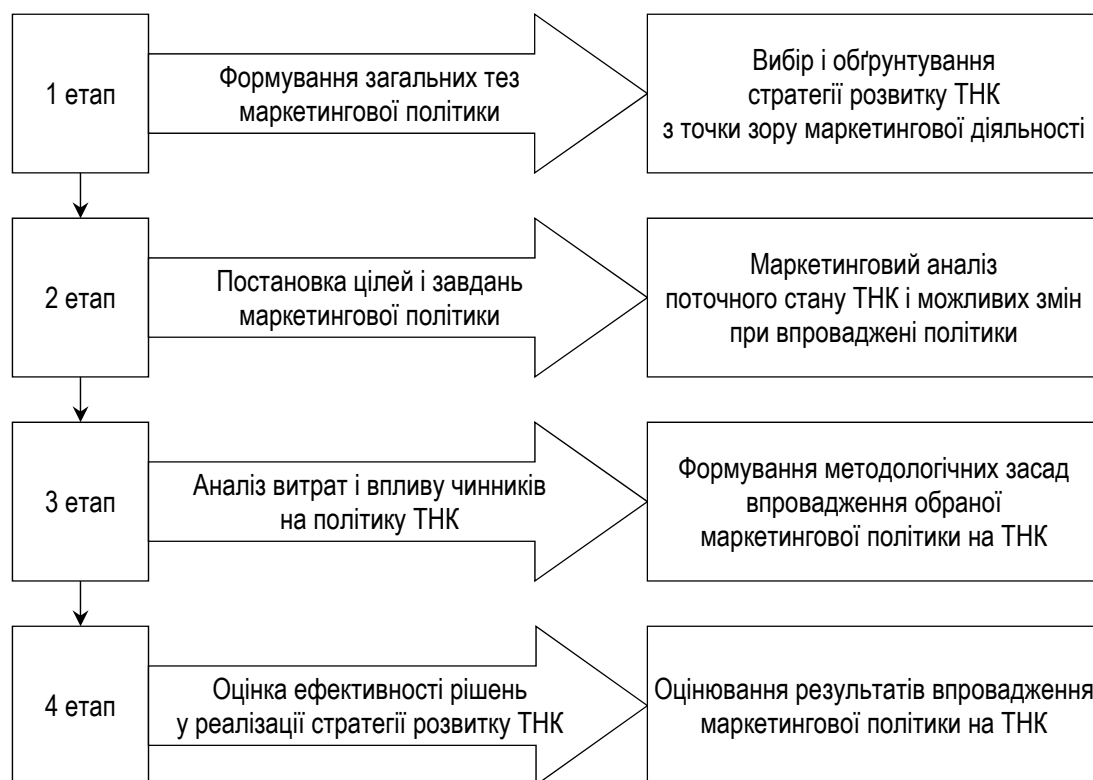 1 етап
Формування загальних тез
маркетингової політики
Вибір і обґрунтування
стратегії розвитку ТНК
з точки зору маркетингової діяльності
2 етап
Постановка цілей і завдань
маркетингової політики
Маркетинговий аналіз
поточного стану ТНК і можливих змін
при впроваджені політики
3 етап
Аналіз витрат і впливу чинників
на політику ТНК
Формування методологічних засад
впровадження обраної
маркетингової політики на ТНК
4 етап
Оцінка ефективності рішень
у реалізації стратегії розвитку ТНК
Оцінювання результатів впровадження
маркетингової політики на ТНК